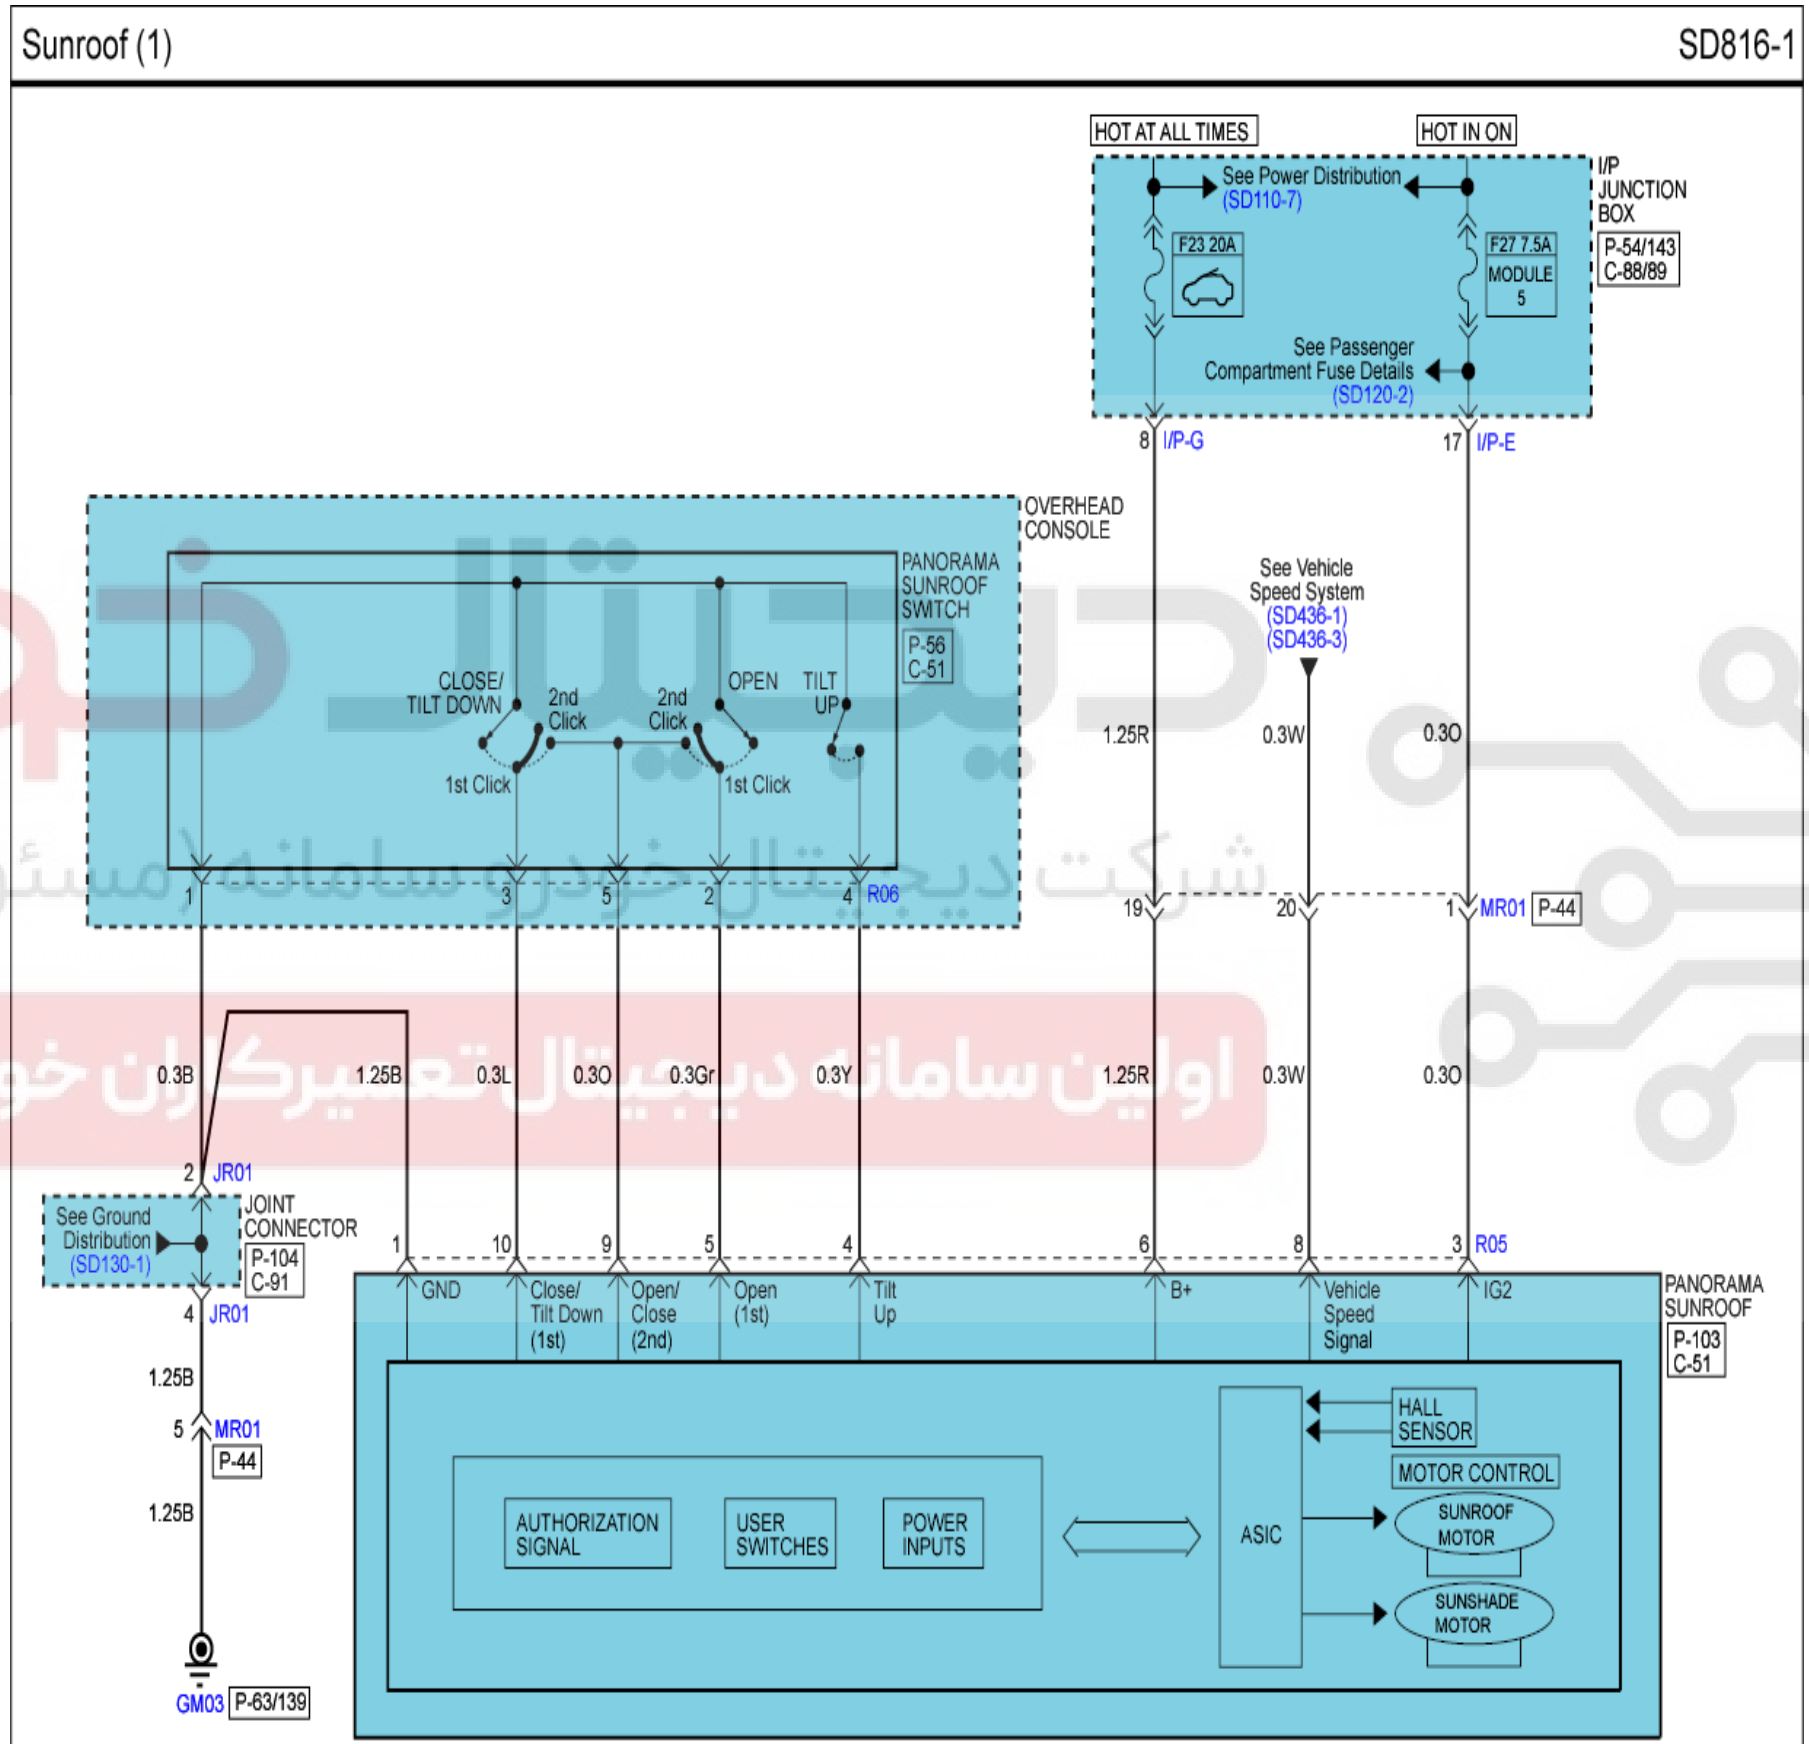 Sunroof (1)
SD816-1
HOT AT ALL TIMES
HOT IN ON
See Power Distribution
(SD110-7)
I/P
JUNCTION
BOX
P-54/143
C-88/89
F23 20A
F27 7.5A
MODULE
5
See Passenger
Compartment Fuse Details
(SD120-2)
8 I/P-G
17 I/P-E
OVERHEAD
CONSOLE
PANORAMA
SUNROOF
SWITCH
P-56
C-51
CLOSE/
TILT DOWN
2nd
Click
2nd
Click
OPEN
TILT
UP
1st Click
1st Click
See Vehicle
Speed System
(SD436-1)
(SD436-3)
1.25R
0.3W
0.3O
دیجیتال
شرکت دیجیتال خودرو سامانه
1 3 5 2 4 R06
19 20 1 MR01 P-44
اولین سامانه دیجیتال تعمیرکاران
0.3B 1.25B 0.3L 0.3O 0.3Gr 0.3Y 1.25R 0.3W 0.3O
2 JR01
See Ground
Distribution
(SD130-1)
JOINT
CONNECTOR
P-104
C-91
4 JR01
1 10 9 5 4 6 8 3 R05
GND
Close/
Tilt Down
(1st)
Open/
Close
(2nd)
Open
(1st)
Tilt
Up
B+
Vehicle
Speed
Signal
IG2
PANORAMA
SUNROOF
P-103
C-51
1.25B
5 MR01
P-44
1.25B
GM03 P-63/139
AUTHORIZATION
SIGNAL
USER
SWITCHES
POWER
INPUTS
ASIC
HALL
SENSOR
MOTOR CONTROL
SUNROOF
MOTOR
SUNSHADE
MOTOR